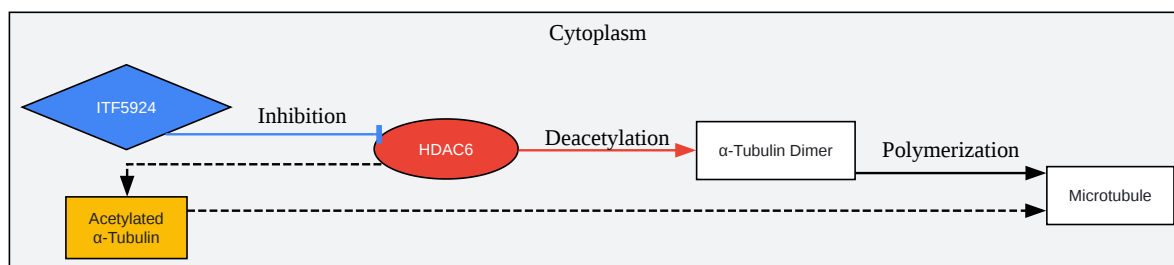 Cytoplasm
ITF5924
Inhibition
HDAC6
Deacetylation
α-Tubulin Dimer
Polymerization
Microtubule
Acetylated
α-Tubulin